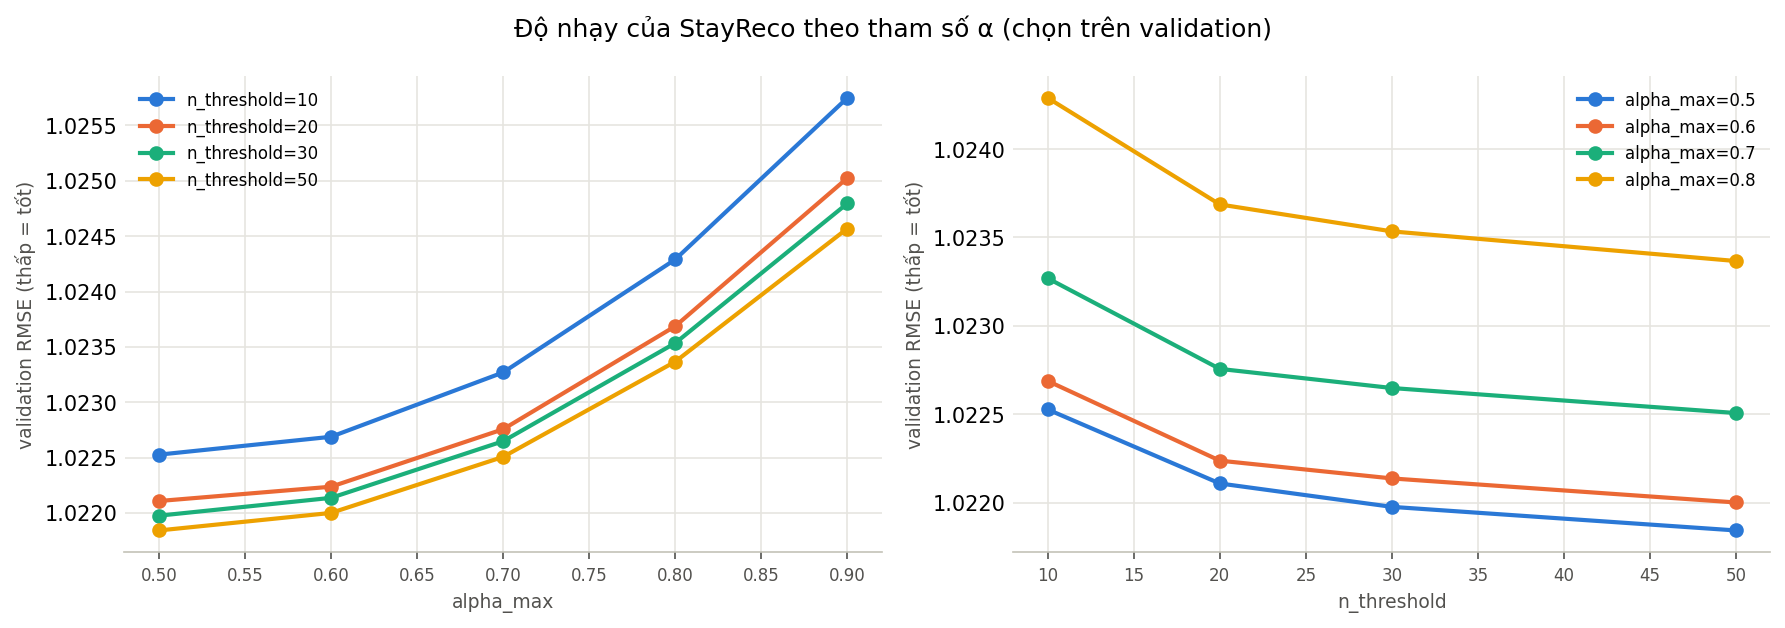 Độ nhạy của StayReco theo tham số α (chọn trên validation)
validation RMSE (thấp = tốt)
1.0255
1.0250
1.0245
1.0240
1.0235
1.0230
1.0225
1.0220
n_threshold=10
n_threshold=20
n_threshold=30
n_threshold=50
0.50 0.55 0.60 0.65 0.70 0.75 0.80 0.85 0.90
alpha_max
validation RMSE (thấp = tốt)
1.0240
1.0235
1.0230
1.0225
1.0220
alpha_max=0.5
alpha_max=0.6
alpha_max=0.7
alpha_max=0.8
10 15 20 25 30 35 40 45 50
n_threshold